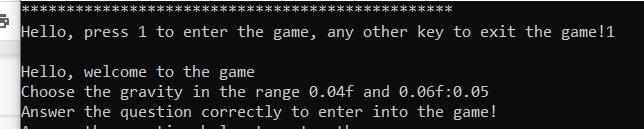 ************************************************
Hello, press 1 to enter the game, any other key to exit the game!1
Hello, welcome to the game
Choose the gravity in the range 0.04f and 0.06f:0.05
Answer the question correctly to enter into the game!